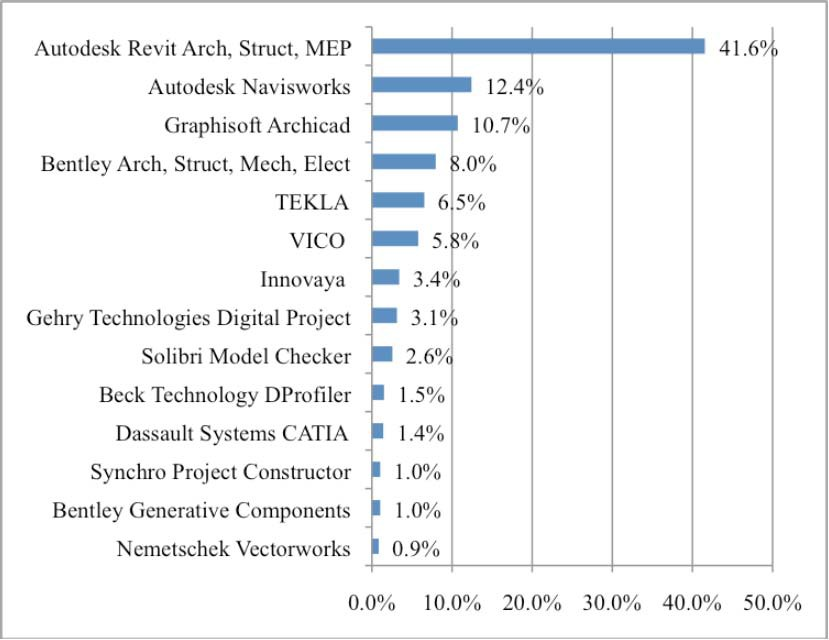 Autodesk Revit Arch, Struct, MEP 41.6%
Autodesk Navisworks 12.4%
Graphisoft Archicad 10.7%
Bentley Arch, Struct, Mech, Elect 8.0%
TEKLA 6.5%
VICO 5.8%
Innovaya 3.4%
Gehry Technologies Digital Project 3.1%
Solibri Model Checker 2.6%
Beck Technology DProfiler 1.5%
Dassault Systems CATIA 1.4%
Synchro Project Constructor 1.0%
Bentley Generative Components 1.0%
Nemetschek Vectorworks 0.9%
0.0% 10.0% 20.0% 30.0% 40.0% 50.0%